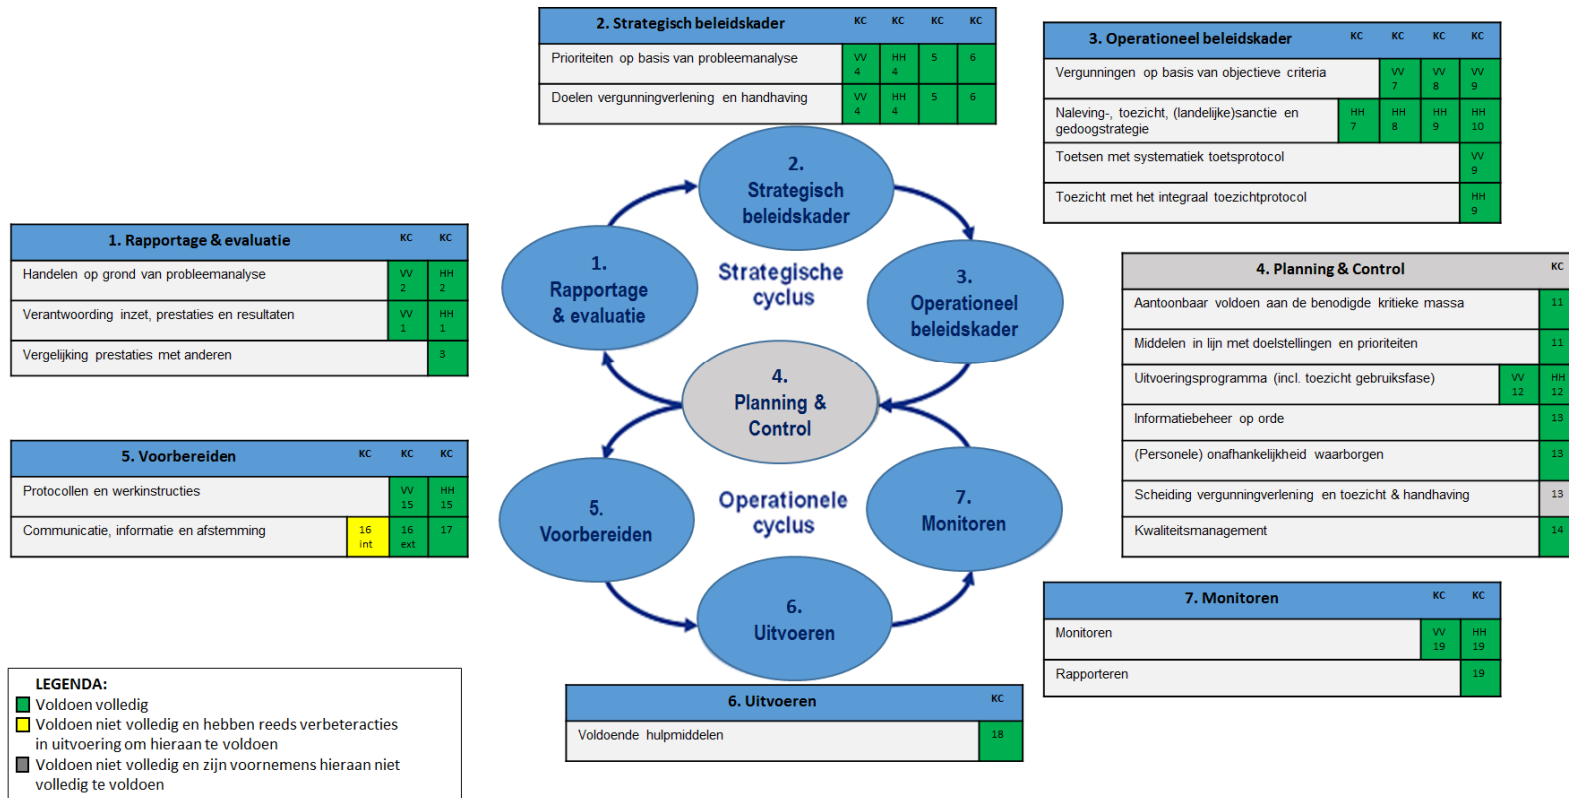 2. Strategisch beleidskader KC KC KC KC
Prioriteiten op basis van probleemanalyse VV 4 HH 4 5 6
Doelen vergunningverlening en handhaving VV 4 HH 4 5 6
3. Operationeel beleidskader KC KC KC KC
Vergunningen op basis van objectieve criteria VV 7 VV 8 VV 9
Naleving-, toezicht, (landelijke)sanctie en
gedoogstrategie HH 7 HH 8 HH 9 HH 10
Toetsen met systematiek toetsprotocol VV 9
Toezicht met het integraal toezichtprotocol HH 9
1. Rapportage & evaluatie KC KC
Handelen op grond van probleemanalyse VV 2 HH 2
Verantwoording inzet, prestaties en resultaten VV 1 HH 1
Vergelijking prestaties met anderen 3
4. Planning & Control KC
Aantoonbaar voldoen aan de benodigde kritieke massa 11
Middelen in lijn met doelstellingen en prioriteiten 11
Uitvoeringsprogramma (incl. toezicht gebruiksfase) VV 12 HH 12
Informatiebeheer op orde 13
(Personele) onafhankelijkheid waarborgen 13
Scheiding vergunningverlening en toezicht & handhaving 13
Kwaliteitsmanagement 14
2.
Strategisch
beleidskader
1.
Rapportage
& evaluatie
Strategische
cyclus
3.
Operationeel
beleidskader
4.
Planning &
Control
5.
Voorbereiden
Operationele
cyclus
7.
Monitoren
6.
Uitvoeren
5. Voorbereiden KC KC KC
Protocollen en werkinstructies VV 15 HH 15
Communicatie, informatie en afstemming 16 int 16 ext 17
7. Monitoren KC KC
Monitoren VV 19 HH 19
Rapporteren 19
6. Uitvoeren KC
Voldoende hulpmiddelen 18
LEGENDA:
Voldoen volledig
Voldoen niet volledig en hebben reeds verbeteracties
in uitvoering om hieraan te voldoen
Voldoen niet volledig en zijn voornemens hieraan niet
volledig te voldoen